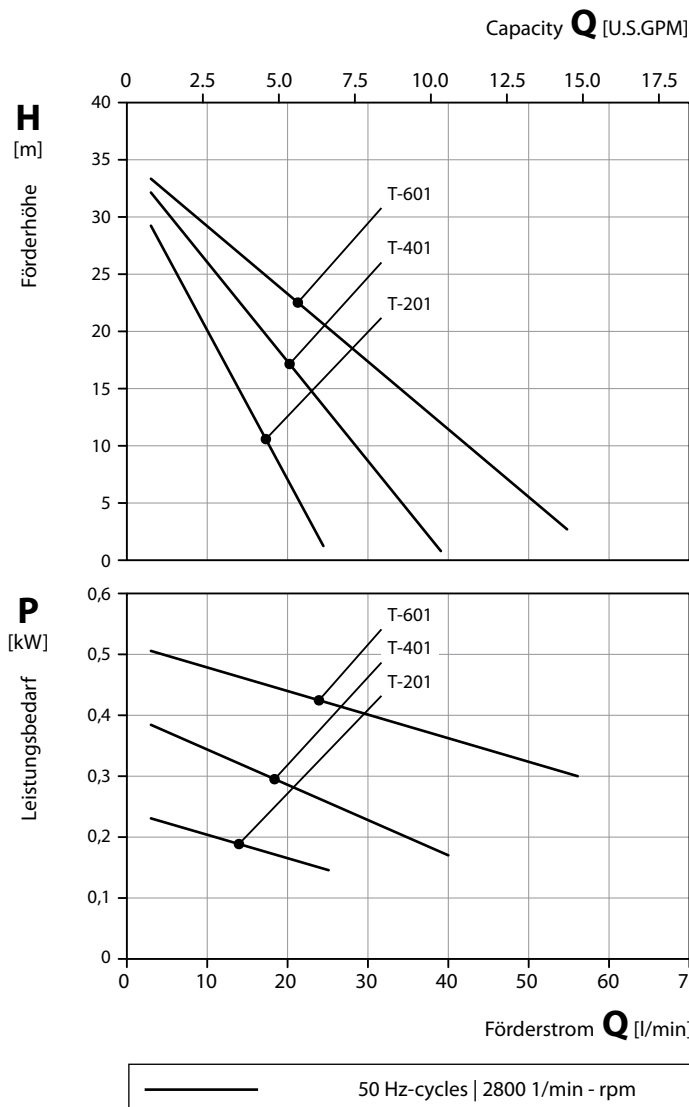 Capacity Q [U.S.GPM]
0 2.5 5.0 7.5 10.0 12.5 15.0 17.5
H
[m]
Förderhöhe
40
35
30
25
20
15
10
5
0
T-601
T-401
T-201
P
[kW]
Leistungsbedarf
0,6
0,5
0,4
0,3
0,2
0,1
0
T-601
T-401
T-201
0 10 20 30 40 50 60 7
Förderstrom Q [l/min]
50 Hz-cycles | 2800 1/min - rpm